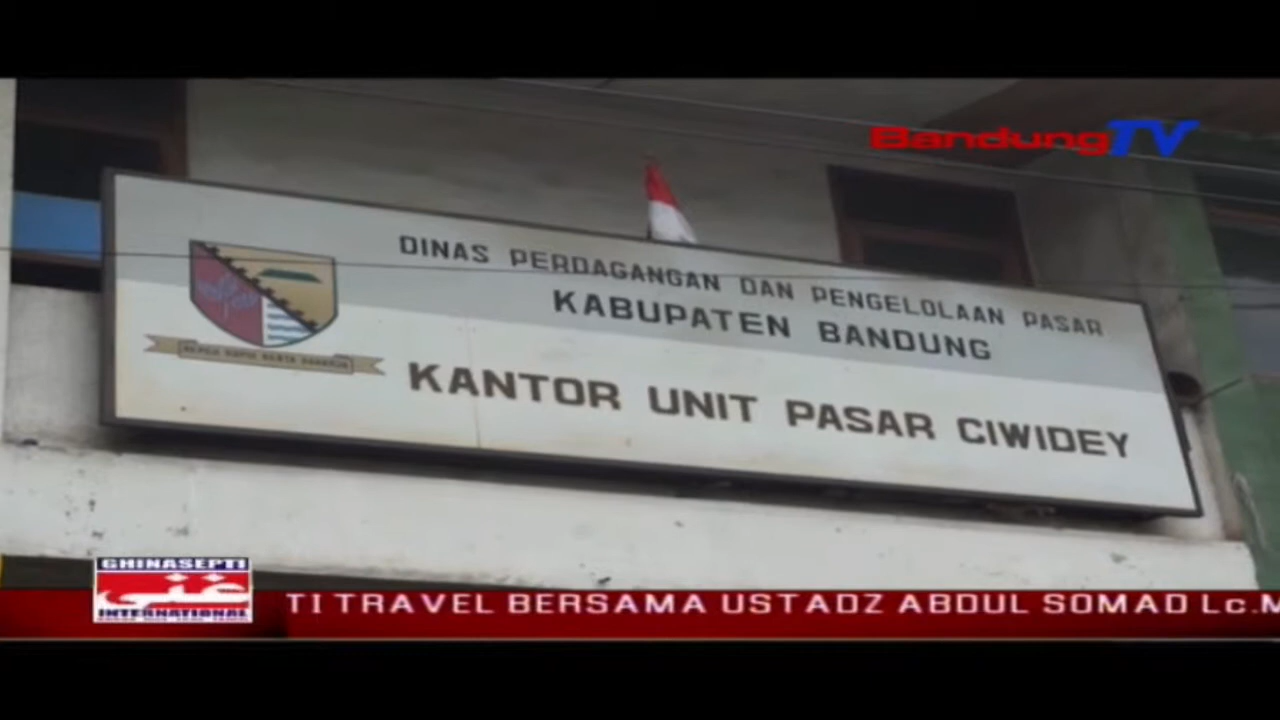 BandungTV
DINAS PERDAGANGAN DAN PENGELOLAAN PASAR
KABUPATEN BANDUNG
KANTOR UNIT PASAR CIWIDEY
GHINASEPTI
غنى
INTERNATIONAL
TI TRAVEL BERSAMA USTADZ ABDUL SOMAD Lc.M